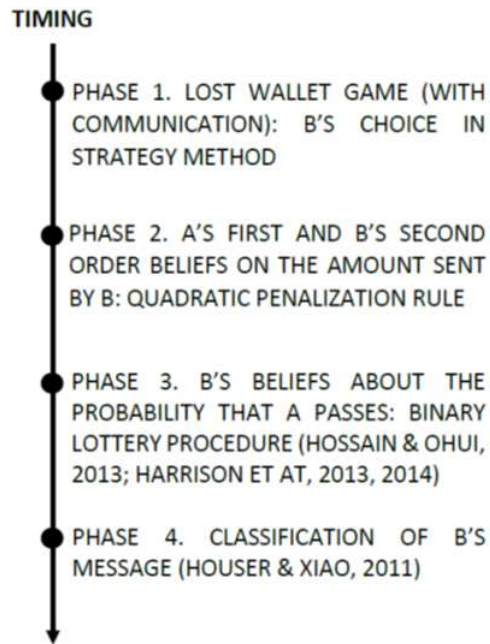 TIMING
PHASE 1. LOST WALLET GAME (WITH
COMMUNICATION): B'S CHOICE IN
STRATEGY METHOD
PHASE 2. A'S FIRST AND B'S SECOND
ORDER BELIEFS ON THE AMOUNT SENT
BY B: QUADRATIC PENALIZATION RULE
PHASE 3. B'S BELIEFS ABOUT THE
PROBABILITY THAT A PASSES: BINARY
LOTTERY PROCEDURE (HOSSAIN & OHUI,
2013; HARRISON ET AT, 2013, 2014)
PHASE 4. CLASSIFICATION OF B'S
MESSAGE (HOUSER & XIAO, 2011)